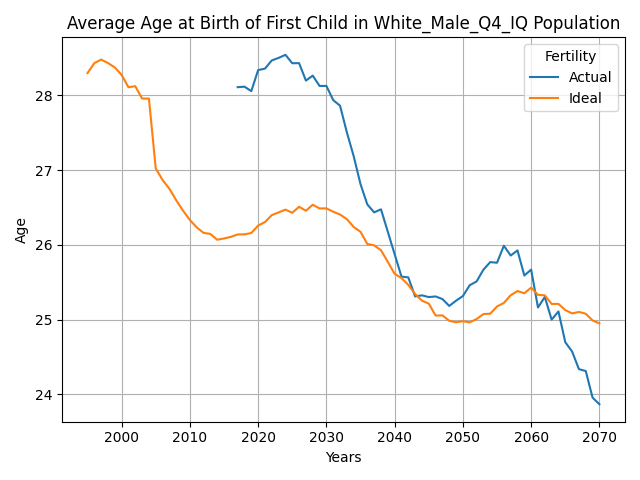 Average Age at Birth of First Child in White_Male_Q4_IQ Population
Fertility
Actual
Ideal
28
27
26
25
24
Age
2000 2010 2020 2030 2040 2050 2060 2070
Years